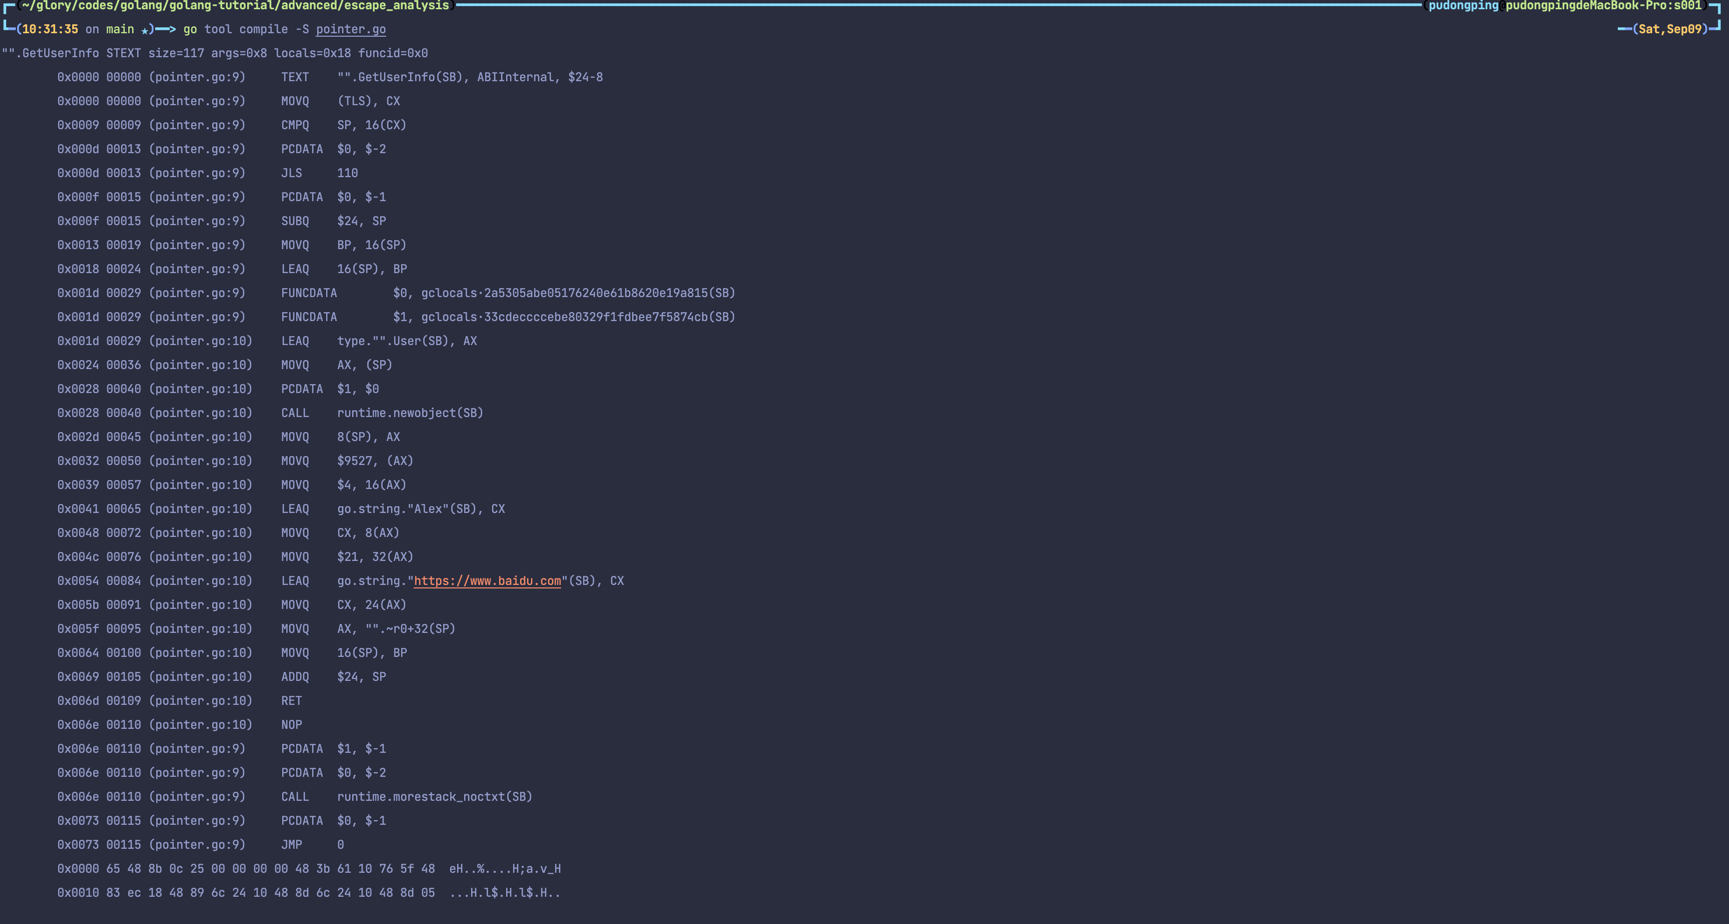 ~/glory/codes/golang/golang-tutorial/advanced/escape_analysis) (pudongping@pudongpingdeMacBook-Pro:s001)
(10:31:35 on main ★)──> go tool compile -S pointer.go (Sat,Sep09)
"".GetUserInfo STEXT size=117 args=0x8 locals=0x18 funcid=0x0
0x0000 00000 (pointer.go:9) TEXT "".GetUserInfo(SB), ABIInternal, $24-8
0x0000 00000 (pointer.go:9) MOVQ (TLS), CX
0x0009 00009 (pointer.go:9) CMPQ SP, 16(CX)
0x000d 00013 (pointer.go:9) PCDATA $0, $-2
0x000d 00013 (pointer.go:9) JLS 110
0x000f 00015 (pointer.go:9) PCDATA $0, $-1
0x000f 00015 (pointer.go:9) SUBQ $24, SP
0x0013 00019 (pointer.go:9) MOVQ BP, 16(SP)
0x0018 00024 (pointer.go:9) LEAQ 16(SP), BP
0x001d 00029 (pointer.go:9) FUNCDATA $0, gclocals·2a5305abe05176240e61b8620e19a815(SB)
0x001d 00029 (pointer.go:9) FUNCDATA $1, gclocals·33cdeccccebe80329f1fdbee7f5874cb(SB)
0x001d 00029 (pointer.go:10) LEAQ type."".User(SB), AX
0x0024 00036 (pointer.go:10) MOVQ AX, (SP)
0x0028 00040 (pointer.go:10) PCDATA $1, $0
0x0028 00040 (pointer.go:10) CALL runtime.newobject(SB)
0x002d 00045 (pointer.go:10) MOVQ 8(SP), AX
0x0032 00050 (pointer.go:10) MOVQ $9527, (AX)
0x0039 00057 (pointer.go:10) MOVQ $4, 16(AX)
0x0041 00065 (pointer.go:10) LEAQ go.string."Alex"(SB), CX
0x0048 00072 (pointer.go:10) MOVQ CX, 8(AX)
0x004c 00076 (pointer.go:10) MOVQ $21, 32(AX)
0x0054 00084 (pointer.go:10) LEAQ go.string."https://www.baidu.com"(SB), CX
0x005b 00091 (pointer.go:10) MOVQ CX, 24(AX)
0x005f 00095 (pointer.go:10) MOVQ AX, "".~r0+32(SP)
0x0064 00100 (pointer.go:10) MOVQ 16(SP), BP
0x0069 00105 (pointer.go:10) ADDQ $24, SP
0x006d 00109 (pointer.go:10) RET
0x006e 00110 (pointer.go:10) NOP
0x006e 00110 (pointer.go:9) PCDATA $1, $-1
0x006e 00110 (pointer.go:9) PCDATA $0, $-2
0x006e 00110 (pointer.go:9) CALL runtime.morestack_noctxt(SB)
0x0073 00115 (pointer.go:9) PCDATA $0, $-1
0x0073 00115 (pointer.go:9) JMP 0
0x0000 65 48 8b 0c 25 00 00 00 00 48 3b 61 10 76 5f 48 eH..%....H;a.v_H
0x0010 83 ec 18 48 89 6c 24 10 48 8d 6c 24 10 48 8d 05 ...H.l$.H.l$.H..